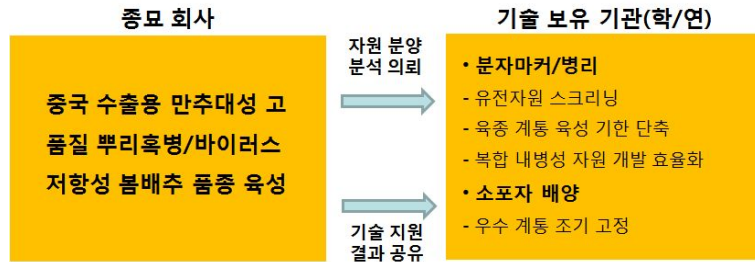 종묘 회사
중국 수출용 만추대성 고
품질 뿌리혹병/바이러스
저항성 봄배추 품종 육성
자원 분양
분석 의뢰
기술 지원
결과 공유
기술 보유 기관(학/연)
• 분자마커/병리
- 유전자원 스크리닝
- 육종 계통 육성 기한 단축
- 복합 내병성 자원 개발 효율화
• 소포자 배양
- 우수 계통 조기 고정